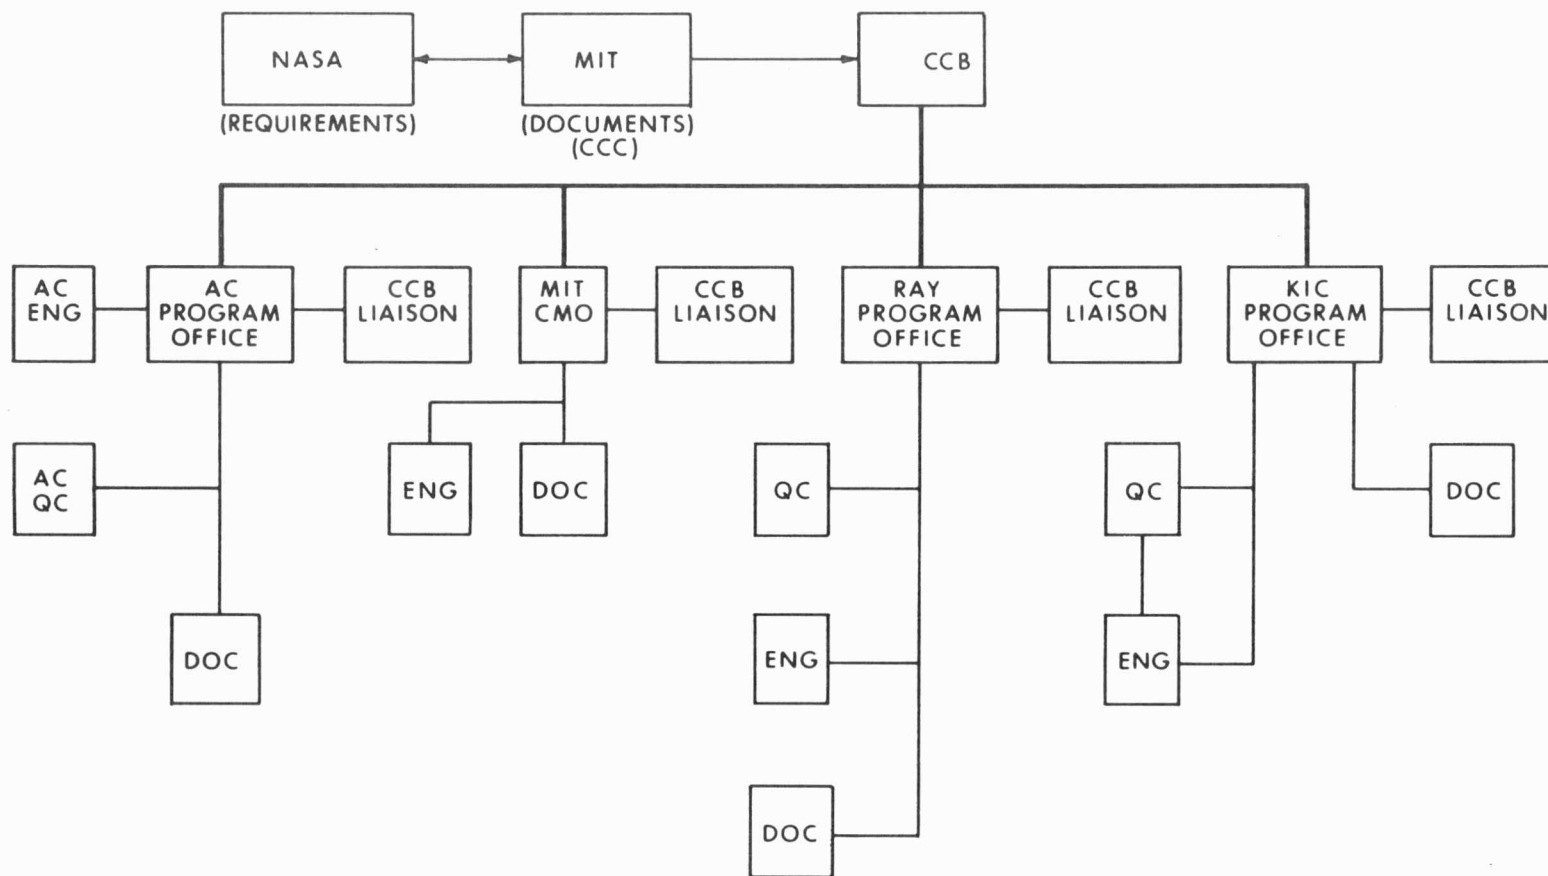 NASA
MIT
CCB
(REQUIREMENTS)
(DOCUMENTS)
(CCC)
AC
ENG
AC
PROGRAM
OFFICE
CCB
LIAISON
MIT
CMO
CCB
LIAISON
RAY
PROGRAM
OFFICE
CCB
LIAISON
KIC
PROGRAM
OFFICE
CCB
LIAISON
AC
QC
ENG
DOC
QC
QC
DOC
DOC
ENG
ENG
DOC